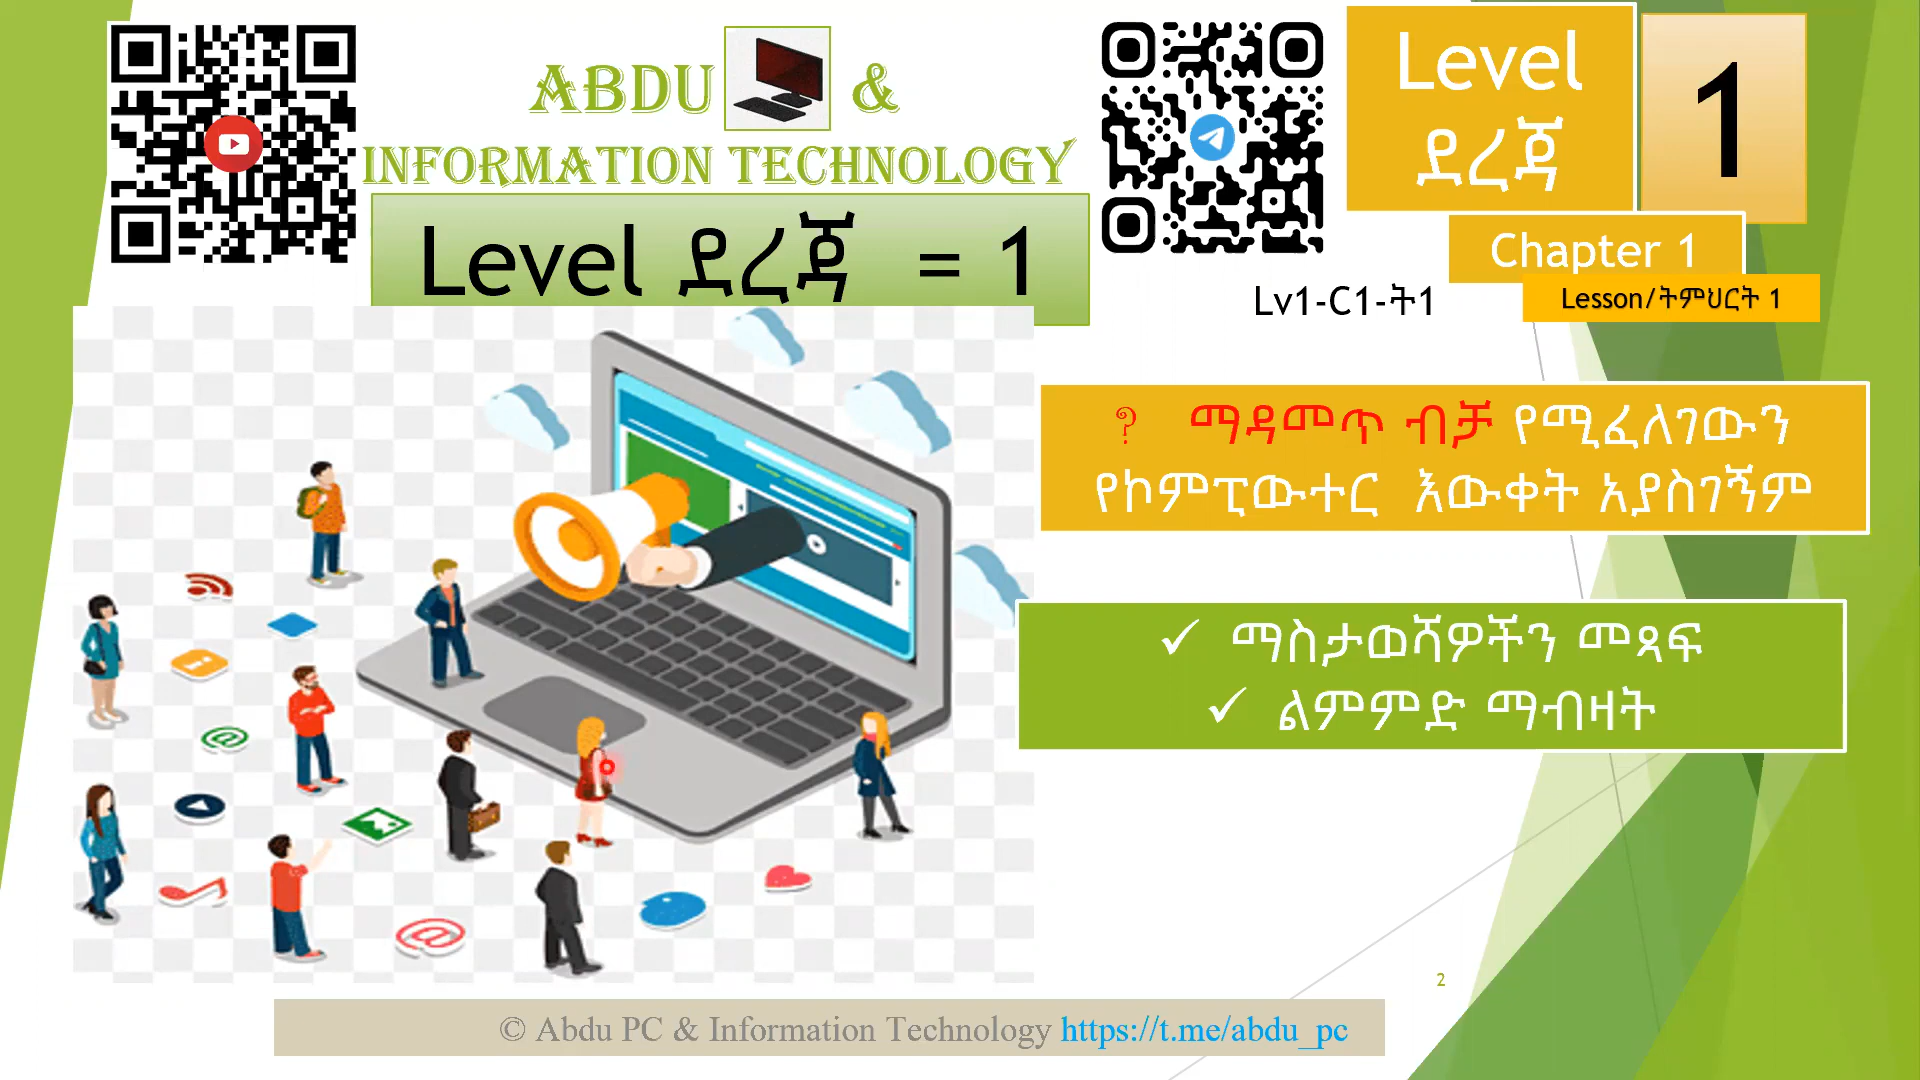 ABDU &
INFORMATION TECHNOLOGY
Level ደረጃ = 1
Level
ደረጃ
1
Chapter 1
Lesson/ትምህርት 1
Lv1-C1-ት1
? ማዳመጥ ብቻ የሚፈለገውን
የኮምፒውተር እውቀት አያስገኝም
✓ ማስታወሻዎችን መጻፍ
✓ ልምምድ ማብዛት
2
© Abdu PC & Information Technology https://t.me/abdu_pc